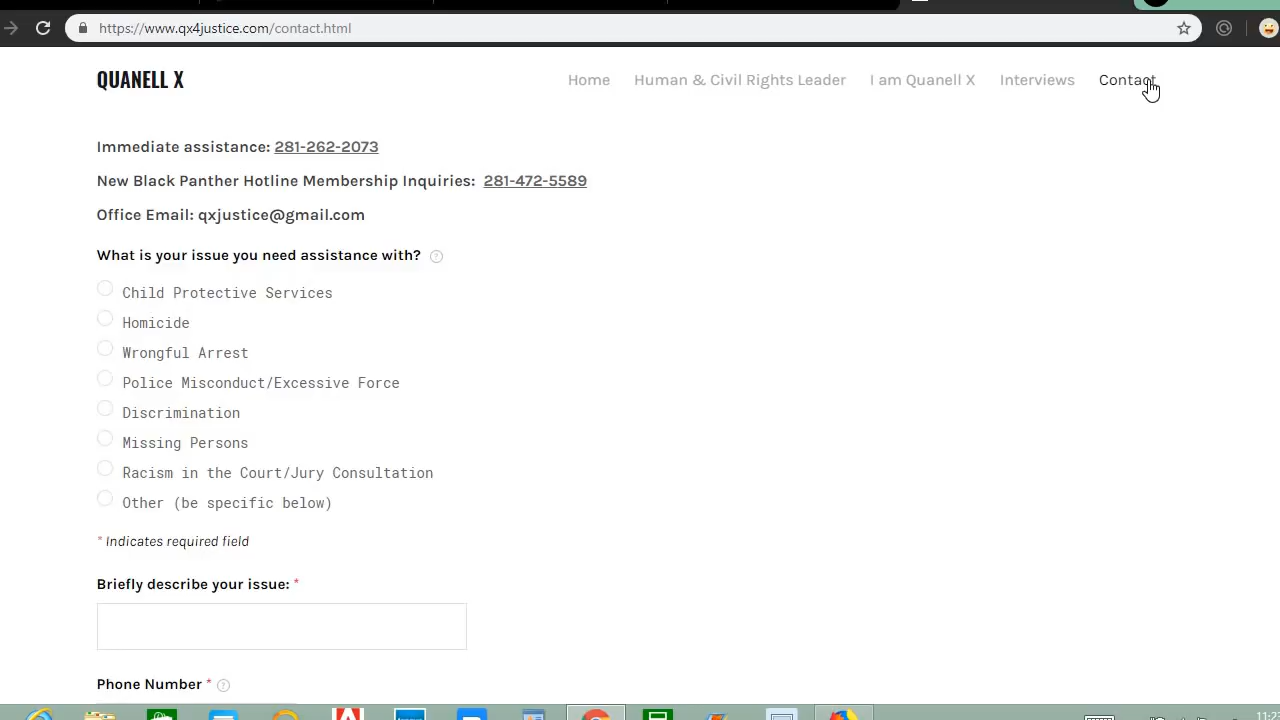 https://www.qx4justice.com/contact.html
QUANELL X
Home Human & Civil Rights Leader I am Quanell X Interviews Contact
Immediate assistance: 281-262-2073
New Black Panther Hotline Membership Inquiries: 281-472-5589
Office Email: qxjustice@gmail.com
What is your issue you need assistance with? ?
Child Protective Services
Homicide
Wrongful Arrest
Police Misconduct/Excessive Force
Discrimination
Missing Persons
Racism in the Court/Jury Consultation
Other (be specific below)
* Indicates required field
Briefly describe your issue: *
Phone Number * ?